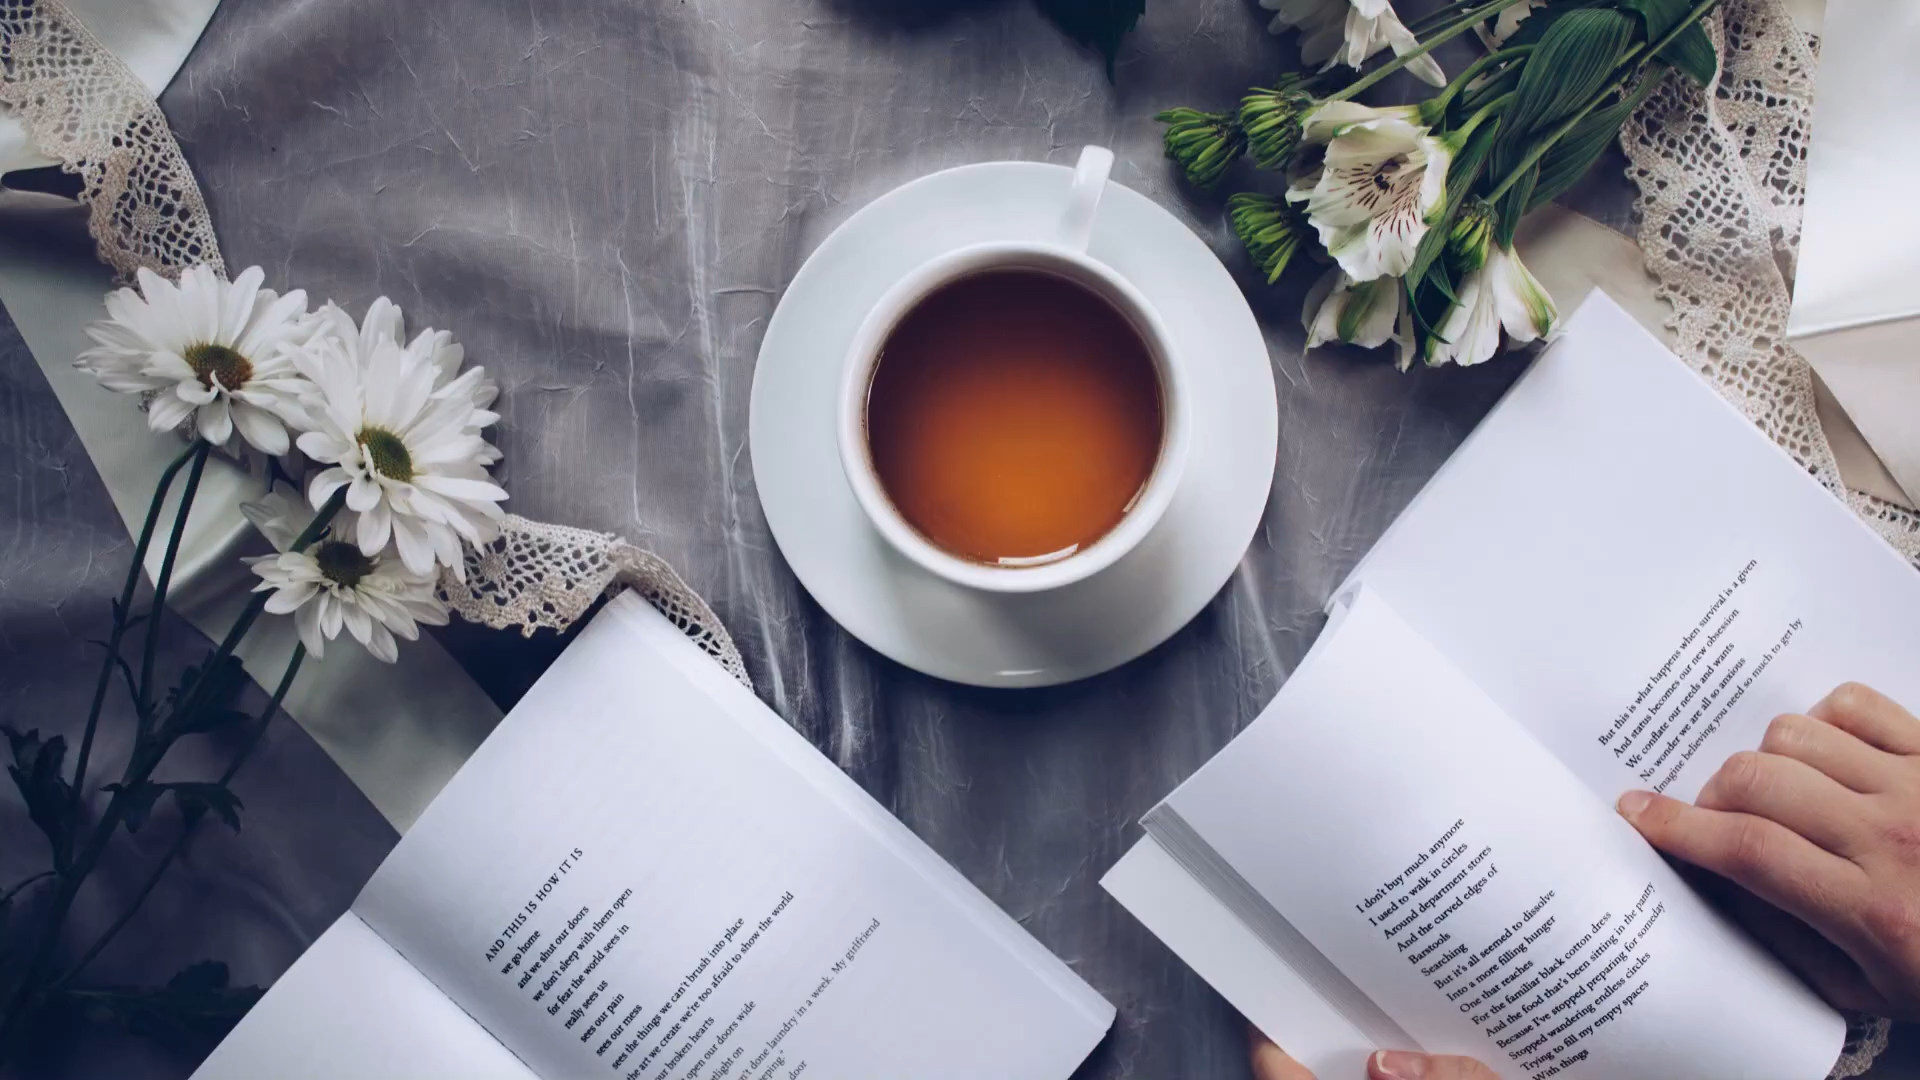 AND THIS IS HOW IT IS
we go home
and we shut our doors
we don't sleep with them open
for fear the world sees in
really sees us
sees our pain
sees our mess
sees the things we can't brush into place
the art we create we're too afraid to show the world
our broken hearts
open our doors wide
light on
n't done laundry in a week. My girlfriend
eping."
door
I don't buy much anymore
I used to walk in circles
Around department stores
And the curved edges of
Barstools
Searching
But it's all seemed to dissolve
Into a more filling hunger
One that reaches
For the familiar black cotton dress
And the food that's been sitting in the pantry
Because I've stopped preparing for someday
Stopped wandering endless circles
Trying to fill my empty spaces
With things
But this is what happens when survival is a given
And status becomes our new obsession
We conflate our needs and wants
No wonder we are all so anxious
Imagine believing you need so much to get by